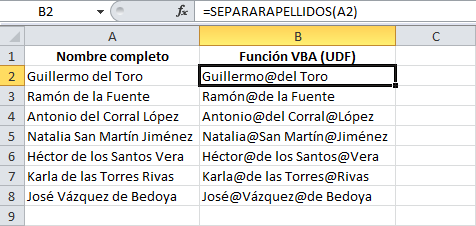 B2 fx =SEPARARAPELLIDOS(A2)
A B C
1 Nombre completo Función VBA (UDF)
2 Guillermo del Toro Guillermo@del Toro
3 Ramón de la Fuente Ramón@de la Fuente
4 Antonio del Corral López Antonio@del Corral@López
5 Natalia San Martín Jiménez Natalia@San Martín@Jiménez
6 Héctor de los Santos Vera Héctor@de los Santos@Vera
7 Karla de las Torres Rivas Karla@de las Torres@Rivas
8 José Vázquez de Bedoya José@Vázquez@de Bedoya
9